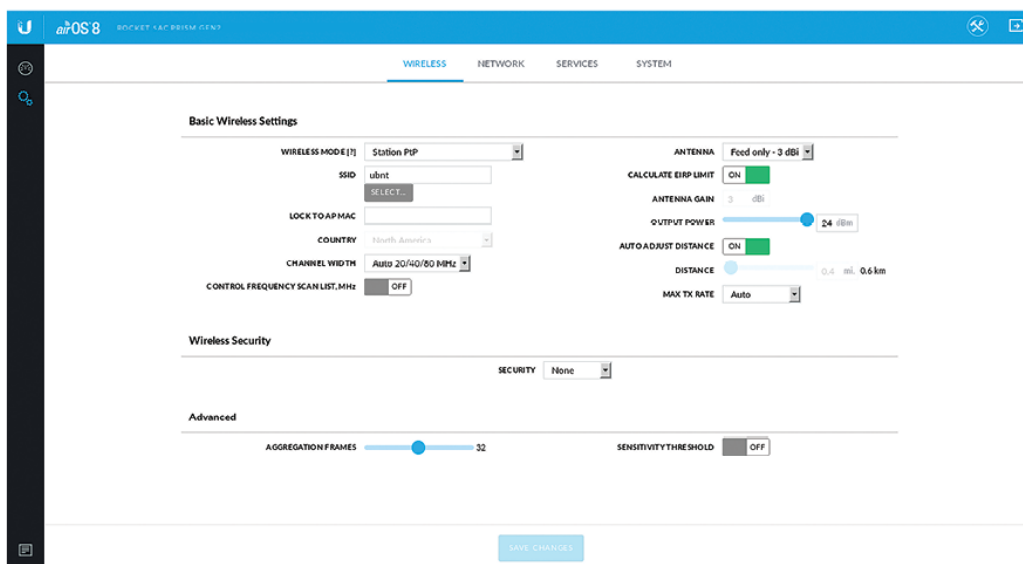 airOS 8 ROCKET 5AC PRISM GEN2
WIRELESS NETWORK SERVICES SYSTEM
Basic Wireless Settings
WIRELESS MODE [?] Station PtP
SSID ubnt
SELECT...
LOCK TO AP MAC
COUNTRY North America
CHANNEL WIDTH Auto 20/40/80 MHz
CONTROL FREQUENCY SCAN LIST, MHz OFF
ANTENNA Feed only - 3 dBi
CALCULATE EIRP LIMIT ON
ANTENNA GAIN 3 dBi
OUTPUT POWER 24 dBm
AUTO ADJUST DISTANCE ON
DISTANCE 0.4 mi. 0.6 km
MAX TX RATE Auto
Wireless Security
SECURITY None
Advanced
AGGREGATION FRAMES 32
SENSITIVITY THRESHOLD OFF
SAVE CHANGES